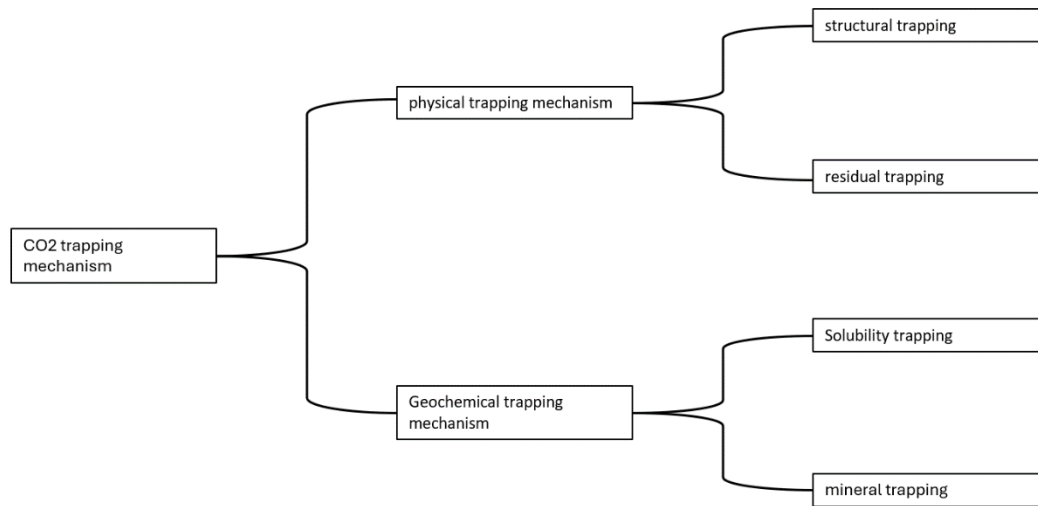 structural trapping
physical trapping mechanism
residual trapping
CO2 trapping
mechanism
Solubility trapping
Geochemical trapping
mechanism
mineral trapping